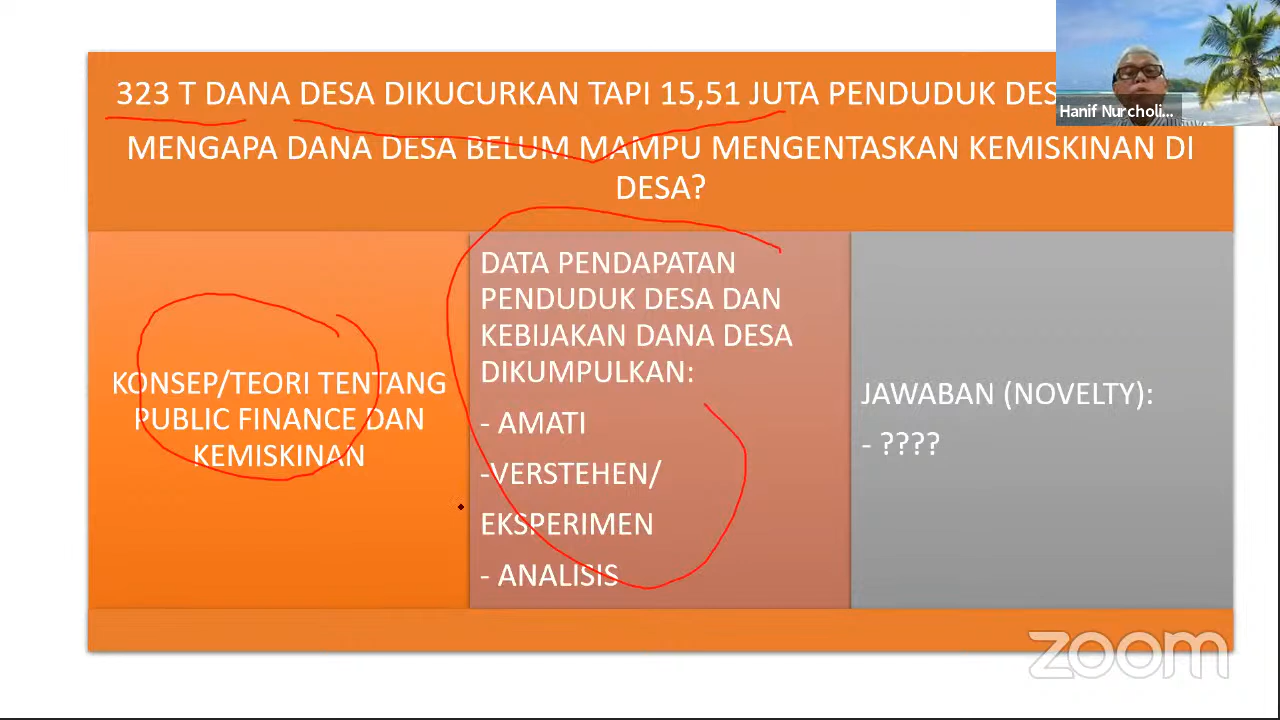 323 T DANA DESA DIKUCURKAN TAPI 15,51 JUTA PENDUDUK DES
MENGAPA DANA DESA BELUM MAMPU MENGENTASKAN KEMISKINAN DI
DESA?
Hanif Nurcholi...
KONSEP/TEORI TENTANG
PUBLIC FINANCE DAN
KEMISKINAN
DATA PENDAPATAN
PENDUDUK DESA DAN
KEBIJAKAN DANA DESA
DIKUMPULKAN:
- AMATI
-VERSTEHEN/
EKSPERIMEN
- ANALISIS
JAWABAN (NOVELTY):
- ????
zoom